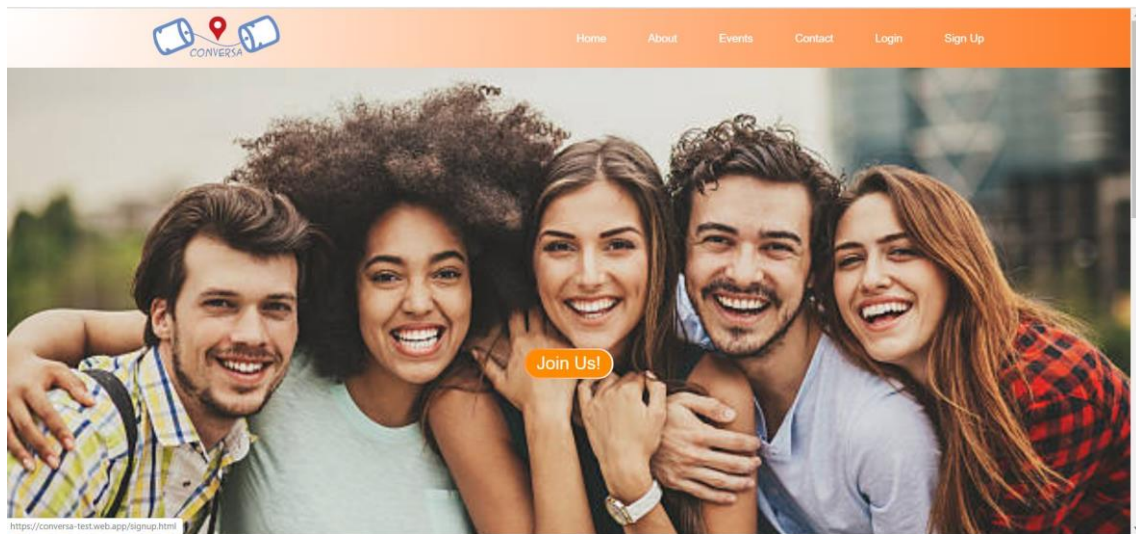 CONVERSA
Home About Events Contact Login Sign Up
Join Us!
https://conversa-test.web.app/signup.html